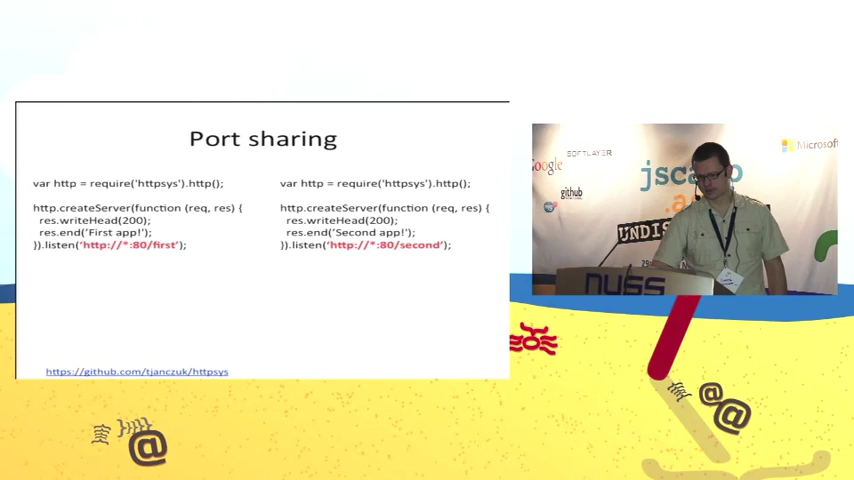 Port sharing
var http = require('httpsys').http();
http.createServer(function (req, res) {
res.writeHead(200);
res.end('First app!');
}).listen('http://*:80/first');
var http = require('httpsys').http();
http.createServer(function (req, res) {
res.writeHead(200);
res.end('Second app!');
}).listen('http://*:80/second');
https://github.com/tjanczuk/httpsys
Google
SOFTLAYER
Microsoft
github
nuss
@
@
@